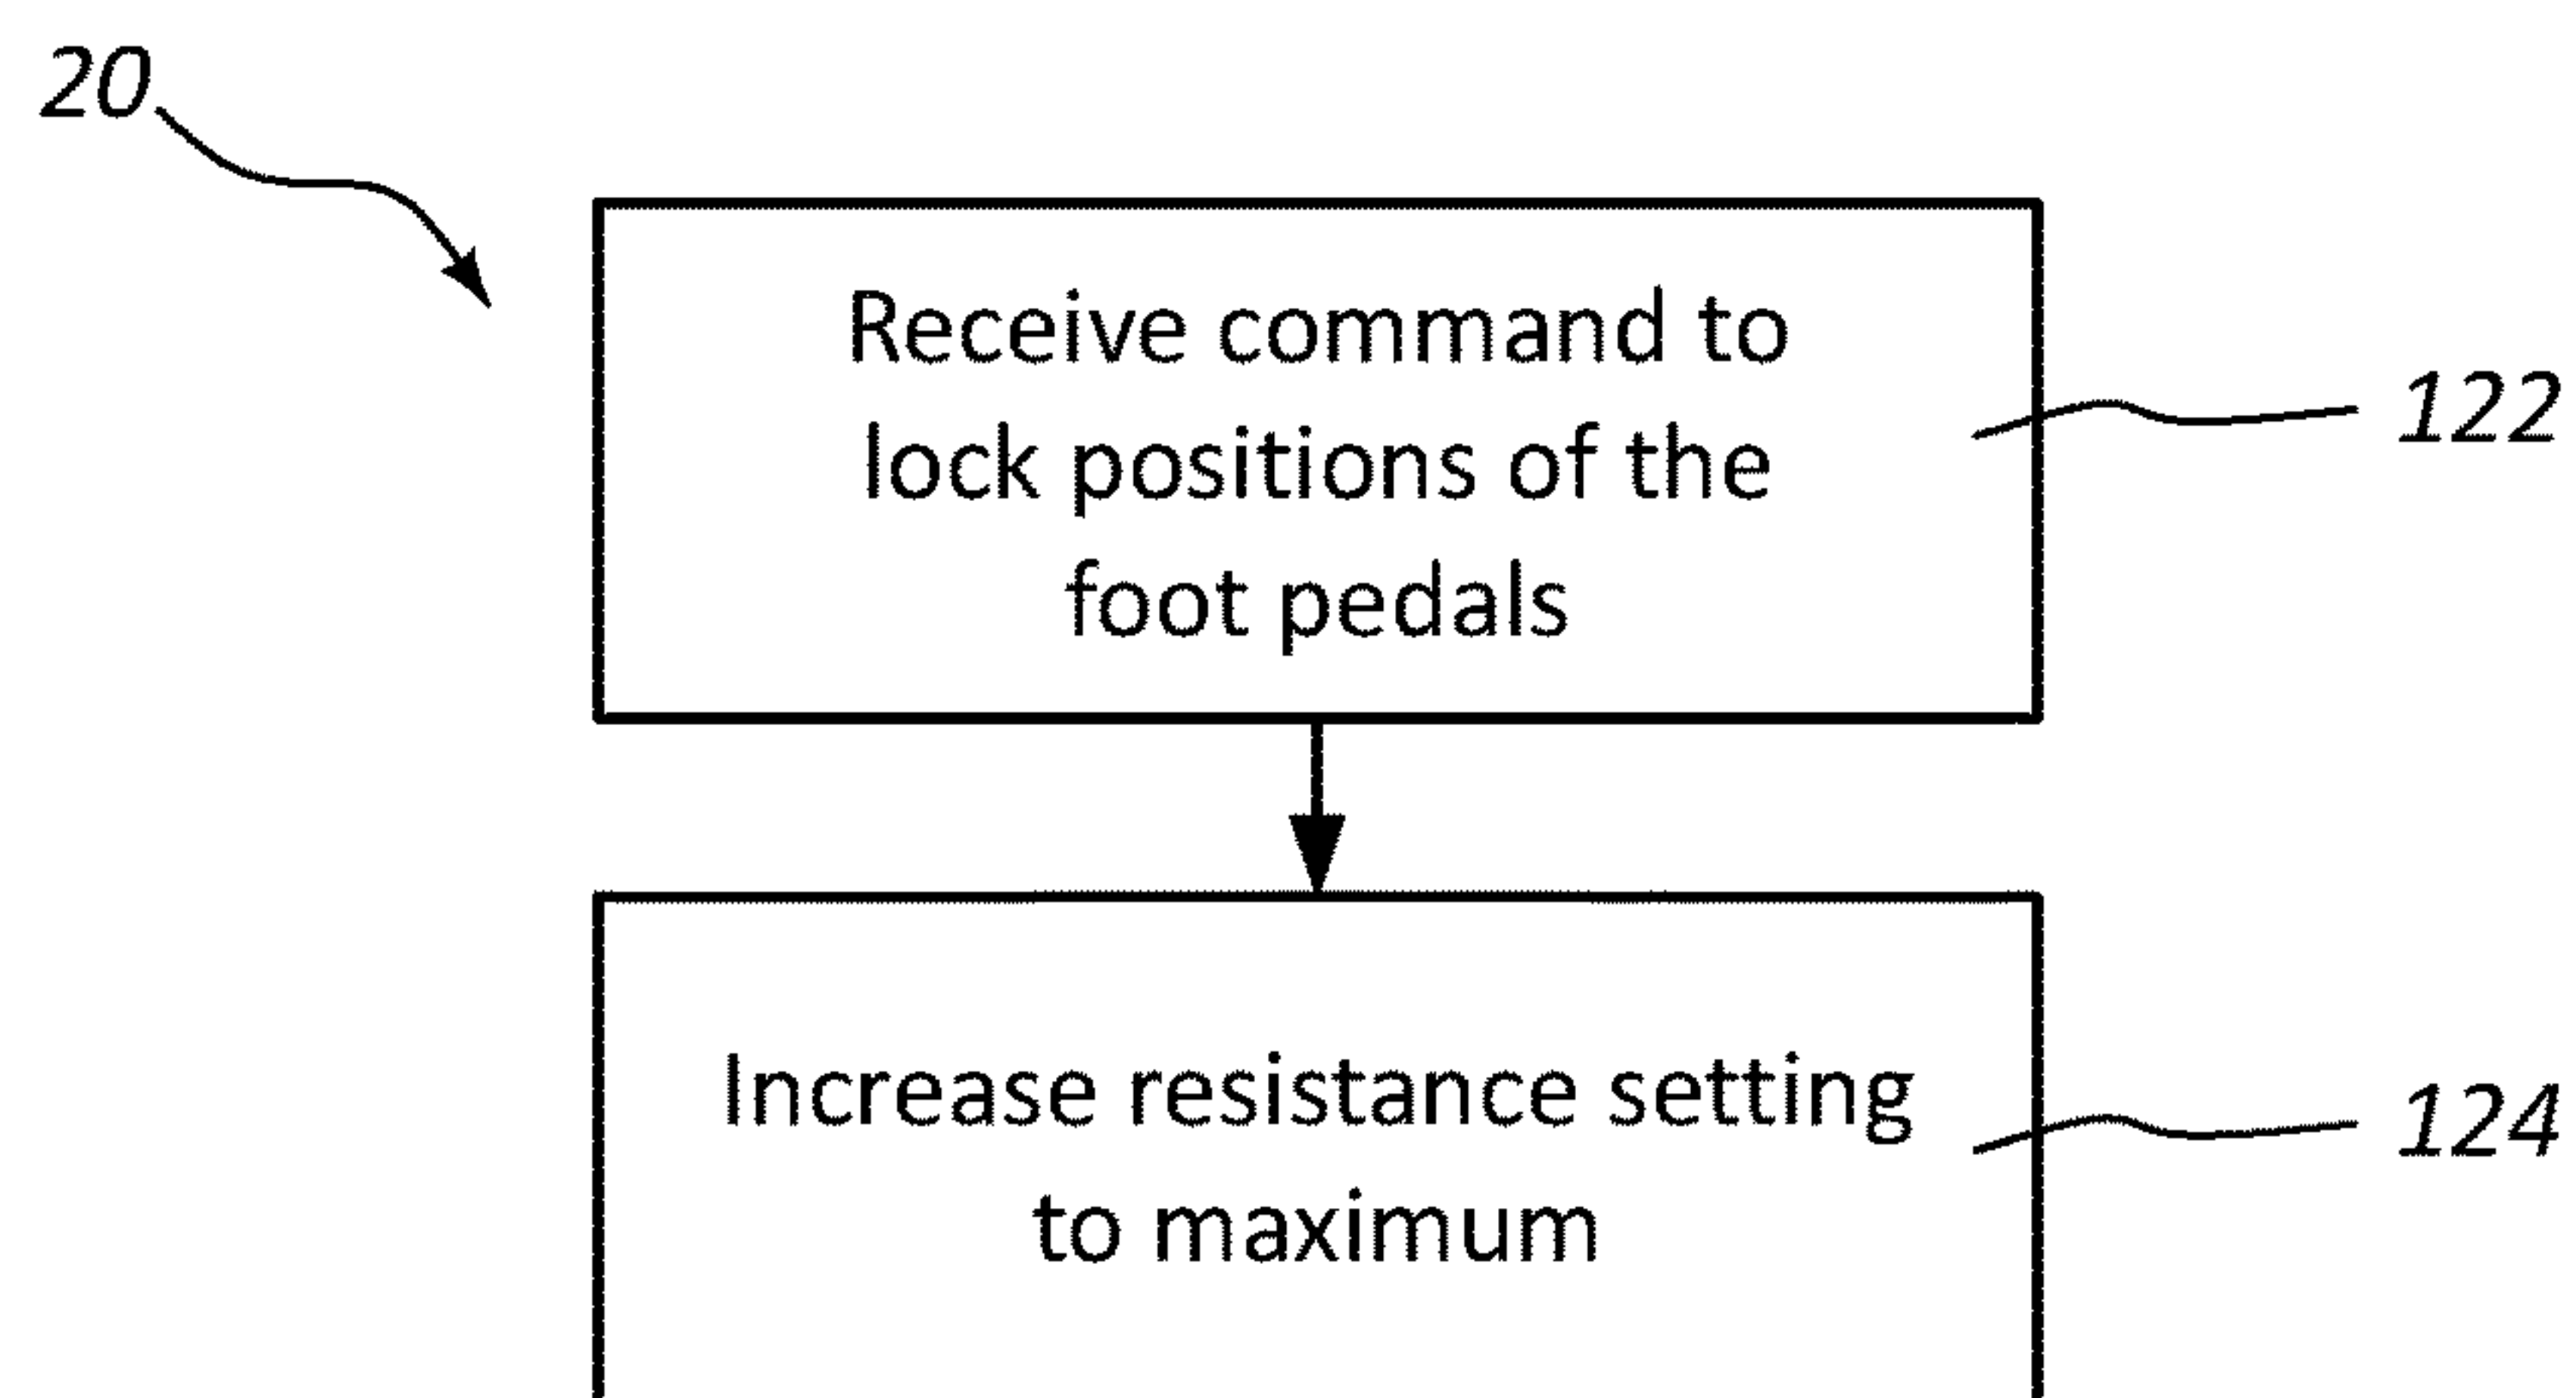 20
Receive command to
lock positions of the
foot pedals
122
Increase resistance setting
to maximum
124